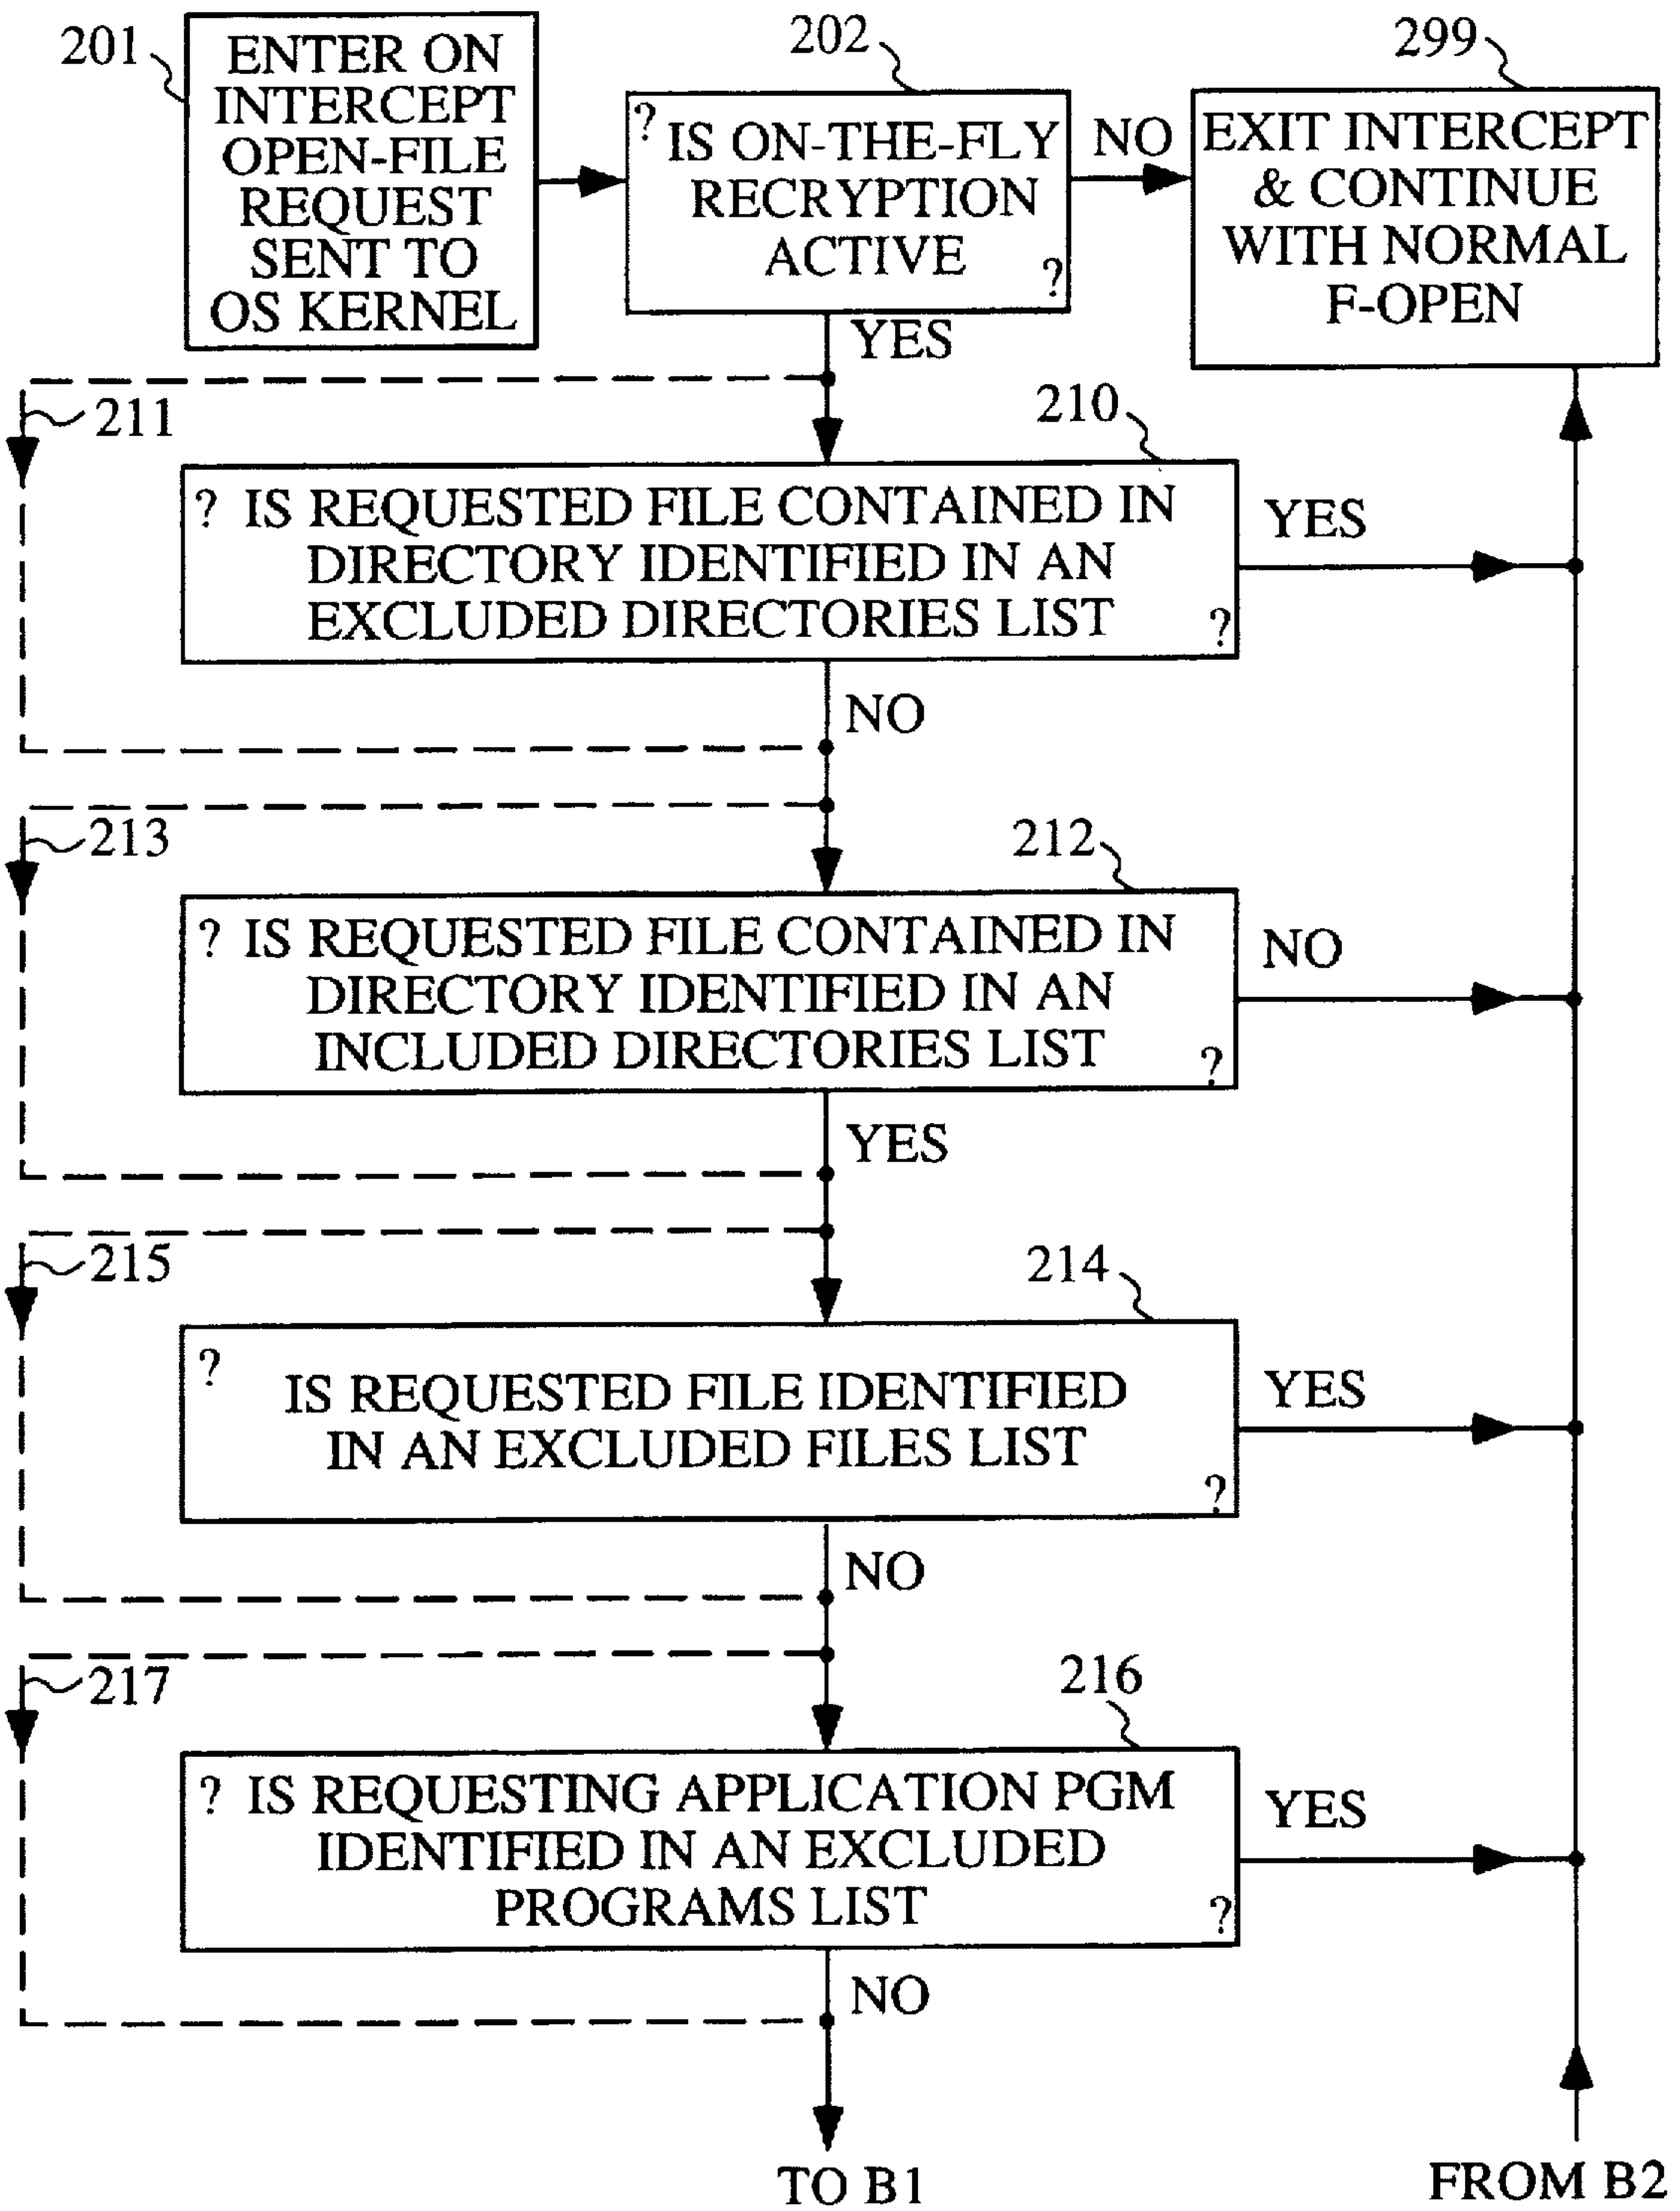 201
ENTER ON
INTERCEPT
OPEN-FILE
REQUEST
SENT TO
OS KERNEL
202
? IS ON-THE-FLY
RECRYPTION
ACTIVE ?
NO
YES
299
EXIT INTERCEPT
& CONTINUE
WITH NORMAL
F-OPEN
211
210
? IS REQUESTED FILE CONTAINED IN
DIRECTORY IDENTIFIED IN AN
EXCLUDED DIRECTORIES LIST ?
YES
NO
213
212
? IS REQUESTED FILE CONTAINED IN
DIRECTORY IDENTIFIED IN AN
INCLUDED DIRECTORIES LIST ?
NO
YES
215
214
?
IS REQUESTED FILE IDENTIFIED
IN AN EXCLUDED FILES LIST
?
YES
NO
217
216
? IS REQUESTING APPLICATION PGM
IDENTIFIED IN AN EXCLUDED
PROGRAMS LIST ?
YES
NO
TO B1
FROM B2